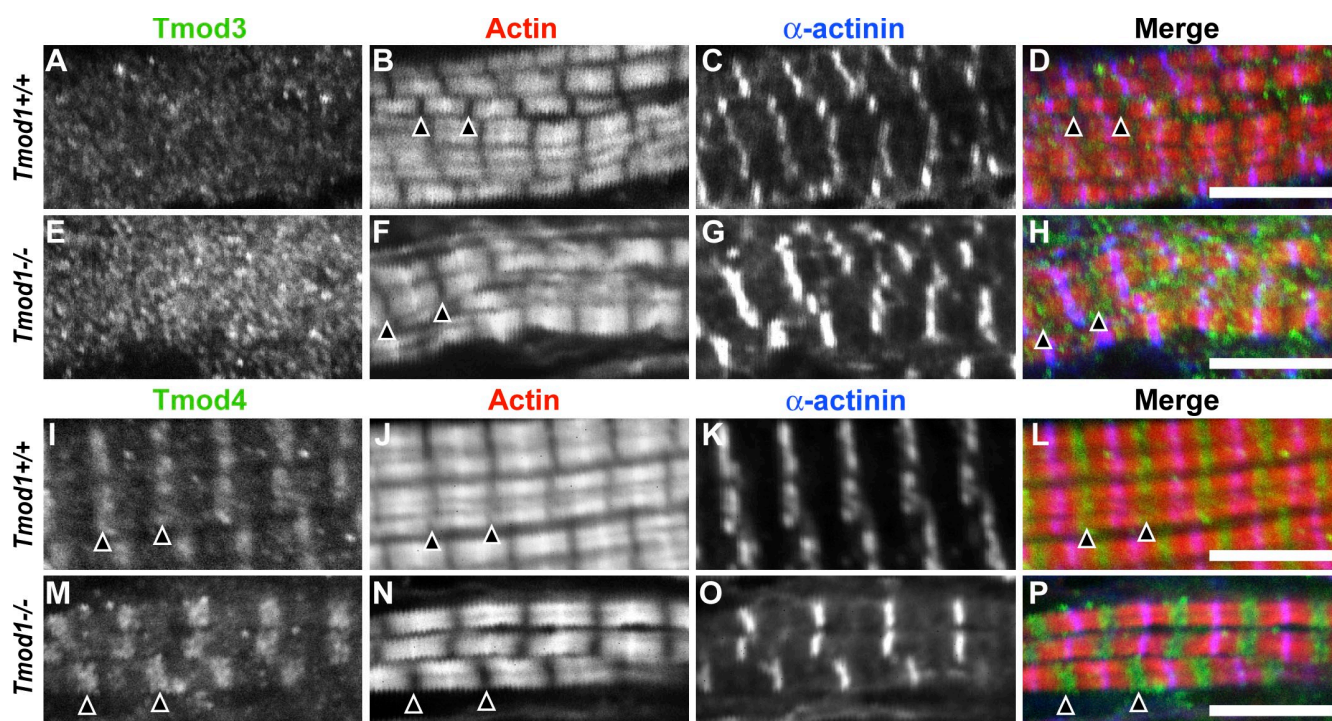 Tmod3 Actin α-actinin Merge
Tmod1+/+ A B C D
Tmod1-/- E F G H
Tmod4 Actin α-actinin Merge
Tmod1+/+ I J K L
Tmod1-/- M N O P